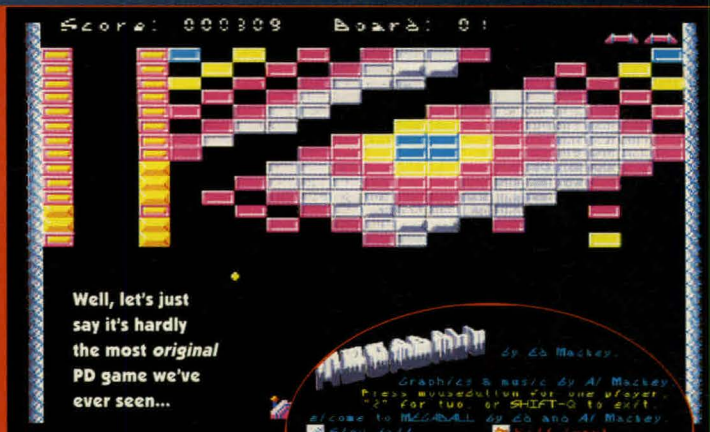 Score: 000309 Board: 01
Well, let's just
say it's hardly
the most original
PD game we've
ever seen...
MEGABALL
by Ed Mackey.
Graphics & music by Al Mackey
Press mousebutton for one player,
"2" for two, or SHIFT-Q to exit.
elcome to MEGABALL by Ed and Al Mackey